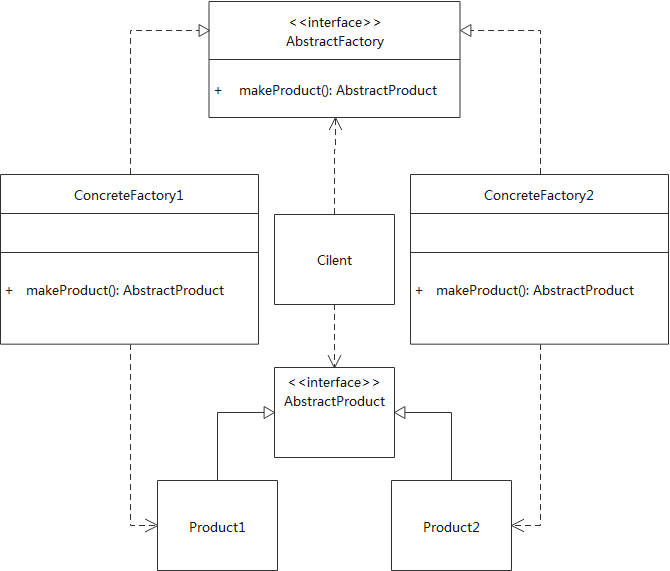 <<interface>>
AbstractFactory
+ makeProduct(): AbstractProduct
ConcreteFactory1
+ makeProduct(): AbstractProduct
Cilent
ConcreteFactory2
+ makeProduct(): AbstractProduct
<<interface>>
AbstractProduct
Product1
Product2